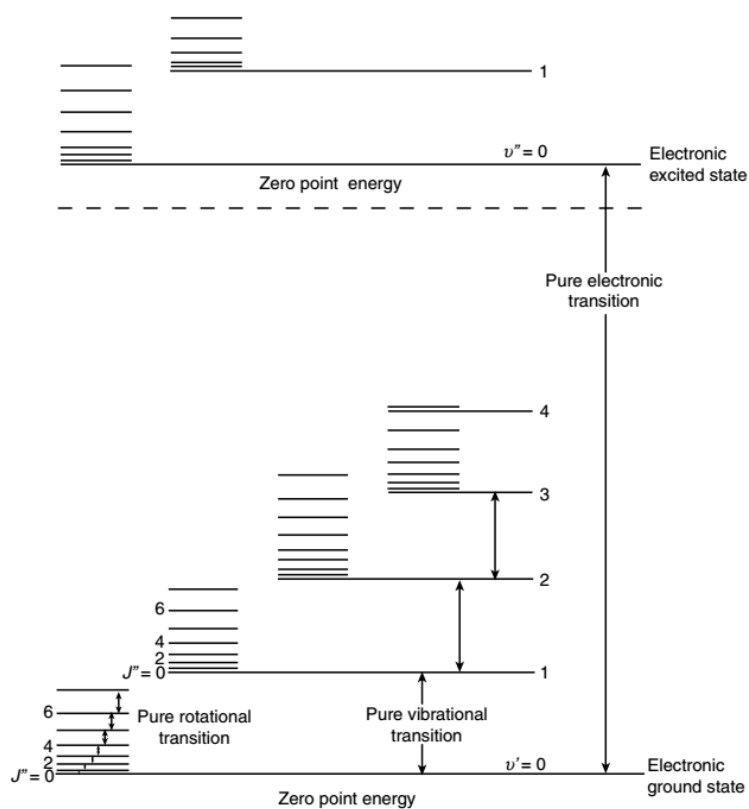 1
υ″ = 0
Electronic
excited state
Zero point energy
Pure electronic
transition
4
3
2
6
4
2
J″ = 0
1
6
4
2
J″ = 0
Pure rotational
transition
Pure vibrational
transition
υ′ = 0
Electronic
ground state
Zero point energy